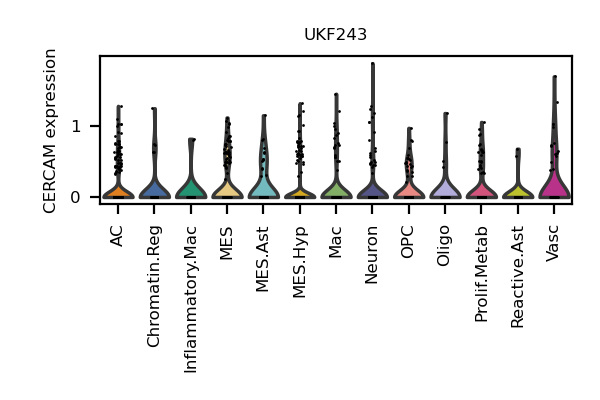 UKF243
CERCAM expression
1
0
AC
Chromatin.Reg
Inflammatory.Mac
MES
MES.Ast
MES.Hyp
Mac
Neuron
OPC
Oligo
Prolif.Metab
Reactive.Ast
Vasc